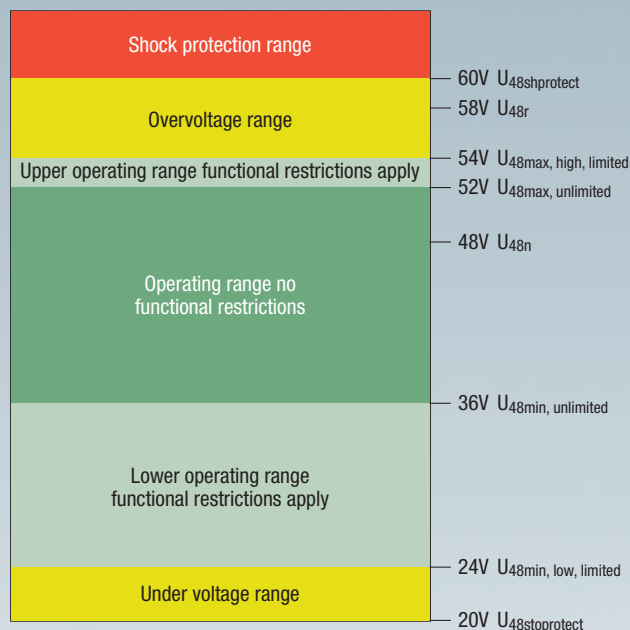 Shock protection range
60V U48shprotect
58V U48r
Overvoltage range
54V U48max, high, limited
Upper operating range functional restrictions apply
52V U48max, unlimited
48V U48n
Operating range no
functional restrictions
36V U48min, unlimited
Lower operating range
functional restrictions apply
24V U48min, low, limited
Under voltage range
20V U48stoprotect